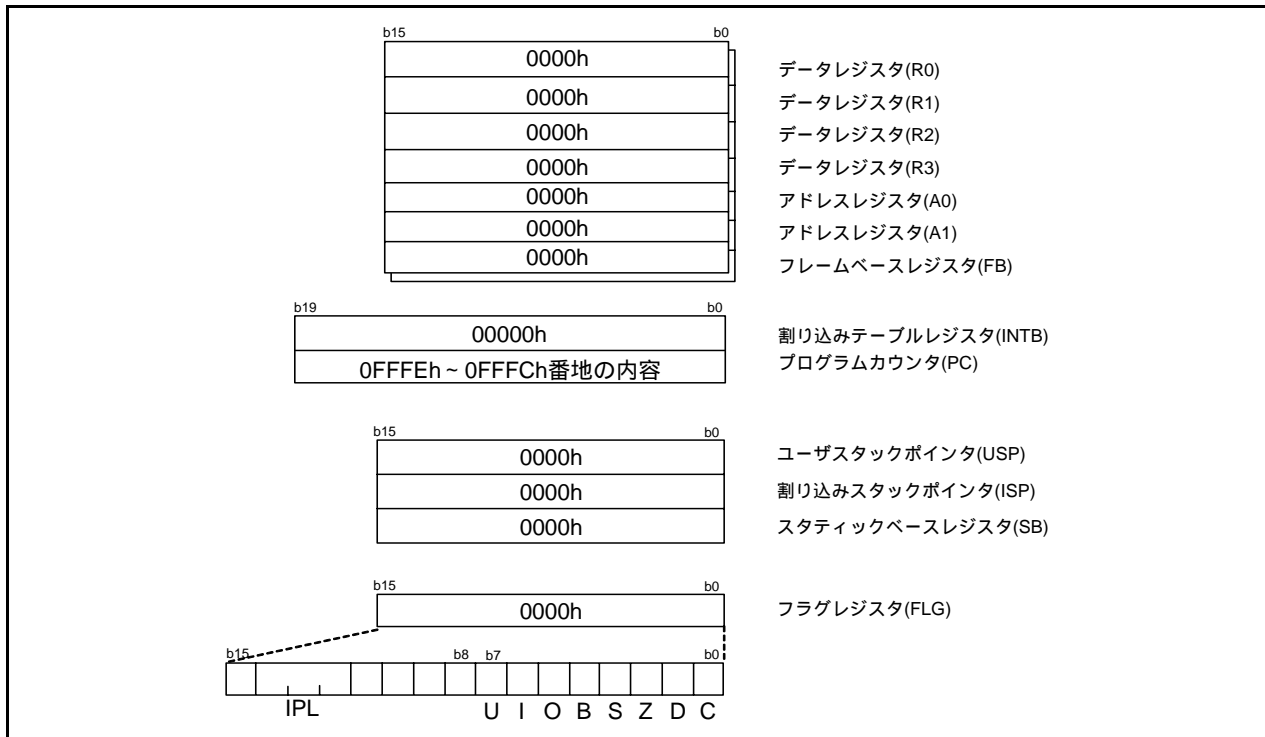 b15 b0
0000h データレジスタ(R0)
0000h データレジスタ(R1)
0000h データレジスタ(R2)
0000h データレジスタ(R3)
0000h アドレスレジスタ(A0)
0000h アドレスレジスタ(A1)
0000h フレームベースレジスタ(FB)
b19 b0
00000h 割り込みテーブルレジスタ(INTB)
0FFFEh ~ 0FFFCh番地の内容 プログラムカウンタ(PC)
b15 b0
0000h ユーザスタックポインタ(USP)
0000h 割り込みスタックポインタ(ISP)
0000h スタティックベースレジスタ(SB)
b15 b0
0000h フラグレジスタ(FLG)
b15 b8 b7 b0
IPL U I O B S Z D C